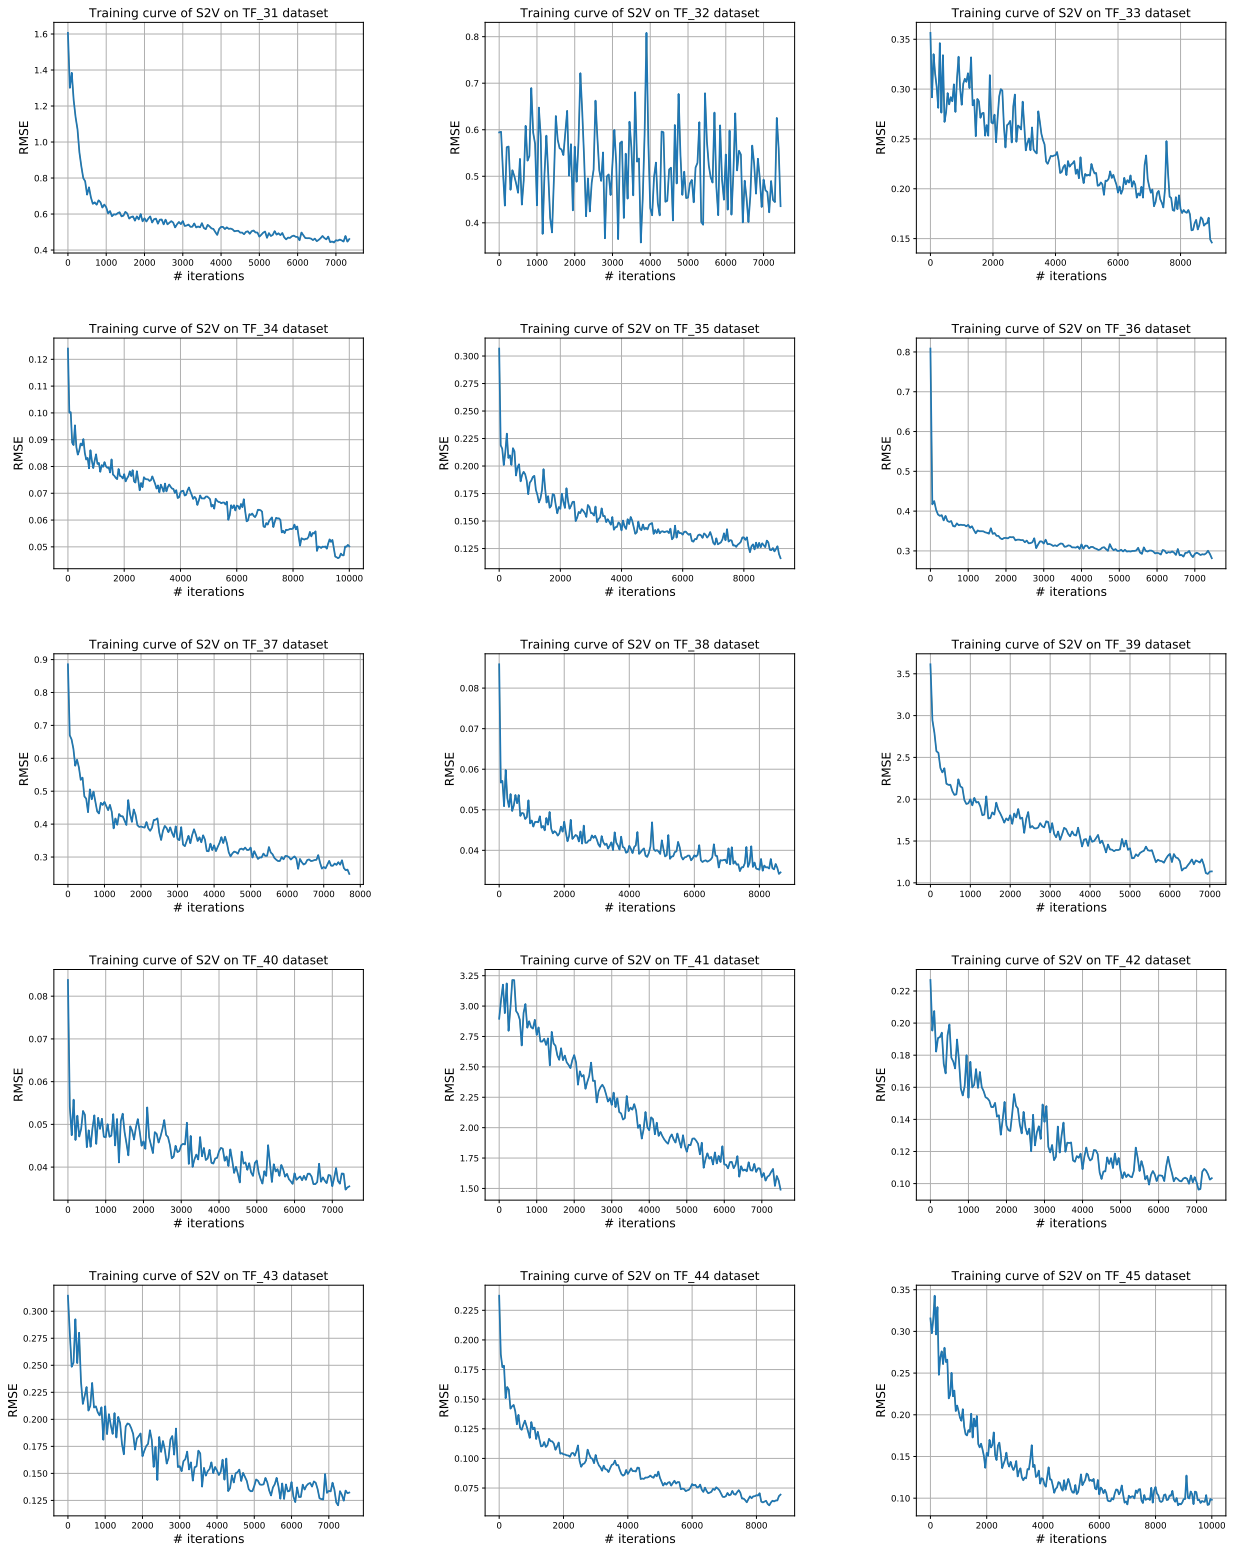 Training curve of S2V on TF_31 dataset
1.6
1.4
1.2
1.0
0.8
0.6
0.4
RMSE
0 1000 2000 3000 4000 5000 6000 7000
# iterations
Training curve of S2V on TF_32 dataset
0.8
0.7
0.6
0.5
0.4
RMSE
0 1000 2000 3000 4000 5000 6000 7000
# iterations
Training curve of S2V on TF_33 dataset
0.35
0.30
0.25
0.20
0.15
RMSE
0 2000 4000 6000 8000
# iterations
Training curve of S2V on TF_34 dataset
0.12
0.11
0.10
0.09
0.08
0.07
0.06
0.05
RMSE
0 2000 4000 6000 8000 10000
# iterations
Training curve of S2V on TF_35 dataset
0.300
0.275
0.250
0.225
0.200
0.175
0.150
0.125
RMSE
0 2000 4000 6000 8000
# iterations
Training curve of S2V on TF_36 dataset
0.8
0.7
0.6
0.5
0.4
0.3
RMSE
0 1000 2000 3000 4000 5000 6000 7000
# iterations
Training curve of S2V on TF_37 dataset
0.9
0.8
0.7
0.6
0.5
0.4
0.3
RMSE
0 1000 2000 3000 4000 5000 6000 7000 8000
# iterations
Training curve of S2V on TF_38 dataset
0.08
0.07
0.06
0.05
0.04
RMSE
0 2000 4000 6000 8000
# iterations
Training curve of S2V on TF_39 dataset
3.5
3.0
2.5
2.0
1.5
1.0
RMSE
0 1000 2000 3000 4000 5000 6000 7000
# iterations
Training curve of S2V on TF_40 dataset
0.08
0.07
0.06
0.05
0.04
RMSE
0 1000 2000 3000 4000 5000 6000 7000
# iterations
Training curve of S2V on TF_41 dataset
3.25
3.00
2.75
2.50
2.25
2.00
1.75
1.50
RMSE
0 1000 2000 3000 4000 5000 6000 7000
# iterations
Training curve of S2V on TF_42 dataset
0.22
0.20
0.18
0.16
0.14
0.12
0.10
RMSE
0 1000 2000 3000 4000 5000 6000 7000
# iterations
Training curve of S2V on TF_43 dataset
0.300
0.275
0.250
0.225
0.200
0.175
0.150
0.125
RMSE
0 1000 2000 3000 4000 5000 6000 7000
# iterations
Training curve of S2V on TF_44 dataset
0.225
0.200
0.175
0.150
0.125
0.100
0.075
RMSE
0 2000 4000 6000 8000
# iterations
Training curve of S2V on TF_45 dataset
0.35
0.30
0.25
0.20
0.15
0.10
RMSE
0 2000 4000 6000 8000 10000
# iterations